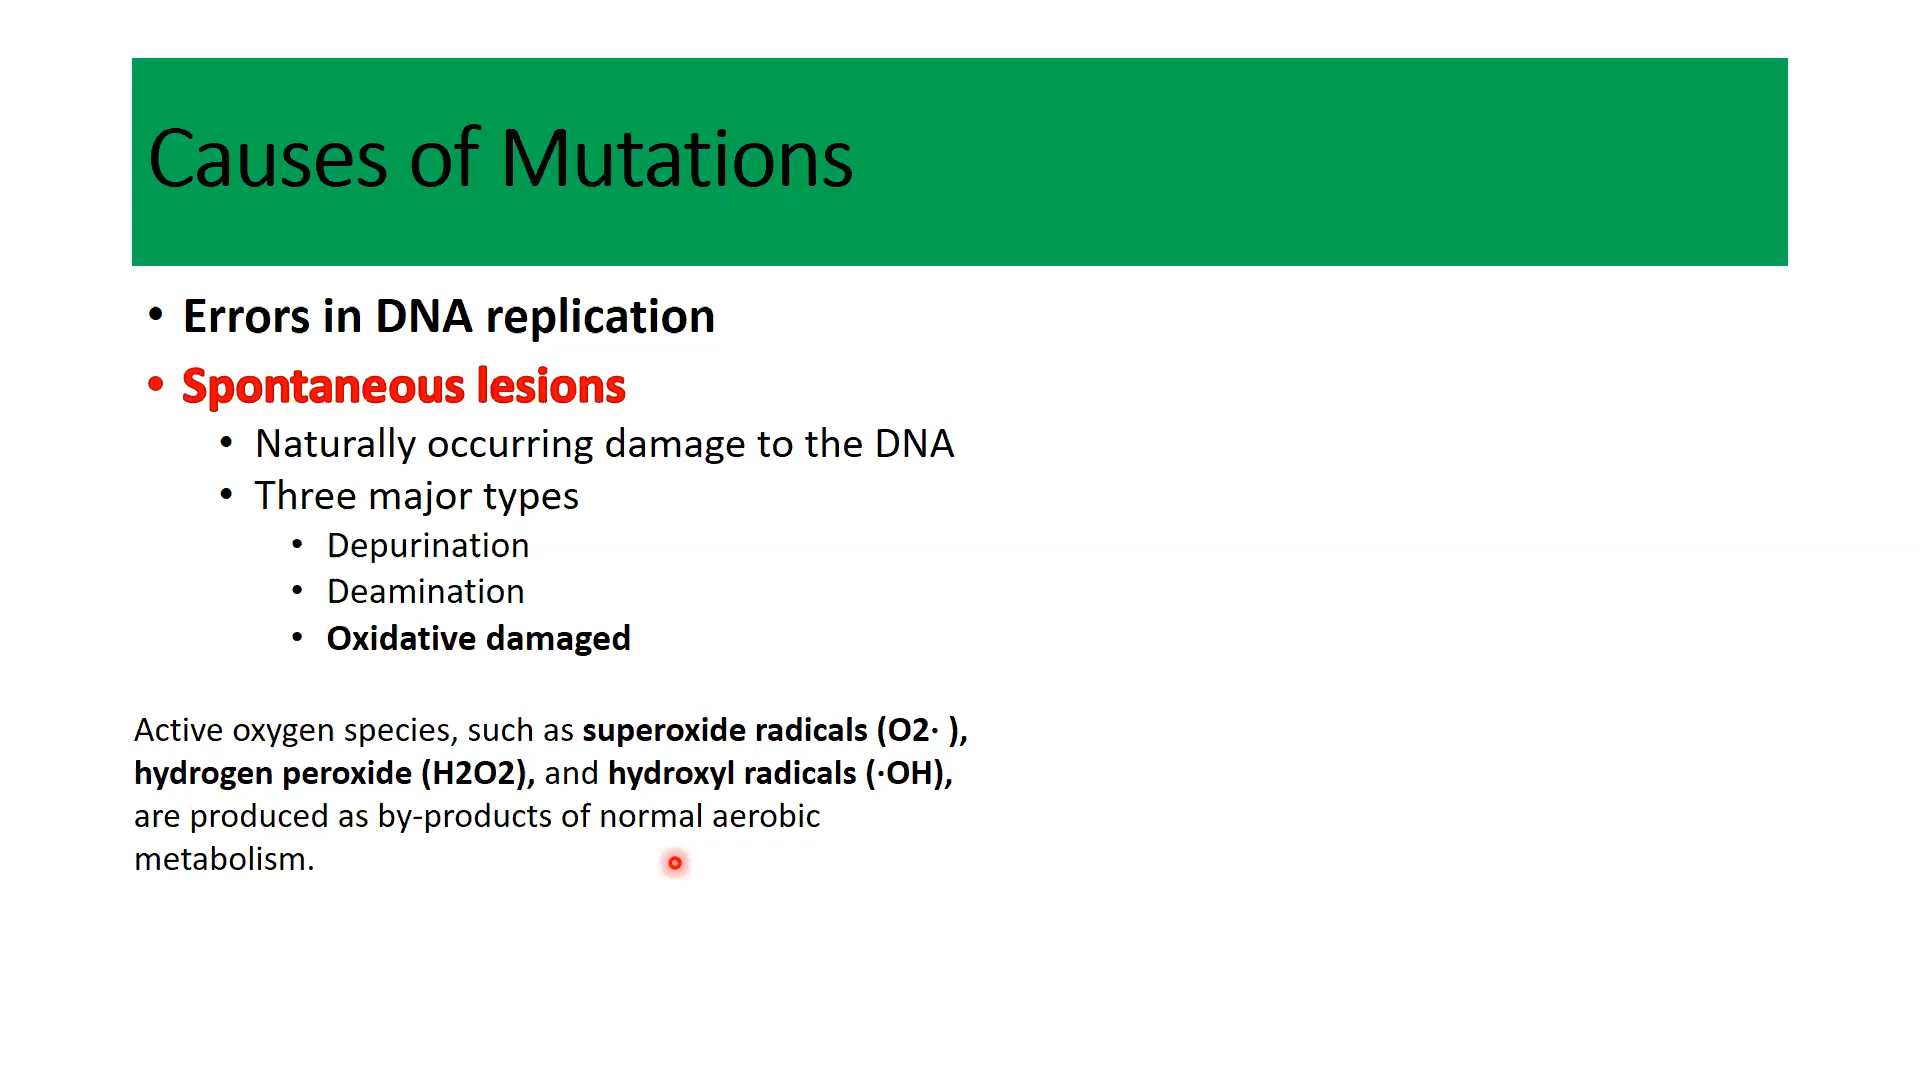 Causes of Mutations
• Errors in DNA replication
• Spontaneous lesions
• Naturally occurring damage to the DNA
• Three major types
• Depurination
• Deamination
• Oxidative damaged
Active oxygen species, such as superoxide radicals (O2· ),
hydrogen peroxide (H2O2), and hydroxyl radicals (·OH),
are produced as by-products of normal aerobic
metabolism.